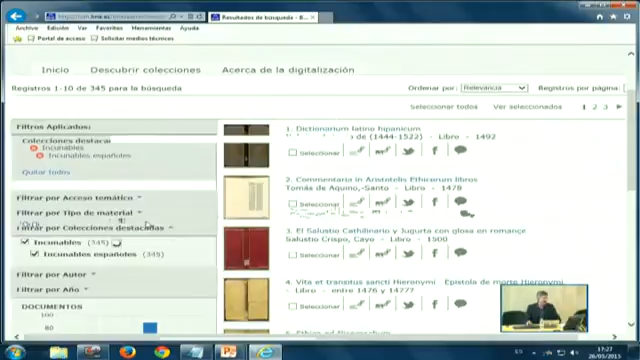 Resultados de búsqueda - B...
Archivo Edición Ver Favoritos Herramientas Ayuda
Portal de acceso Solicitar medios técnicos
Inicio Descubrir colecciones Acerca de la digitalización
Registros 1-10 de 345 para la búsqueda
Ordenar por: Relevancia Registros por página:
Seleccionar todos Ver seleccionados 1 2 3
Filtros Aplicados:
Colecciones destaca
Incunables
Incunables españoles
Quitar todos
Filtrar por Acceso temático
Filtrar por Tipo de material
Filtrar por Colecciones destacadas
Incunables (345)
Incunables españoles (345)
Filtrar por Autor
Filtrar por Año
DOCUMENTOS
100
80
1. Dictionarium latino hipanicum
de (1444-1522) - Libro - 1492
Seleccionar
2. Commentario in Aristotelis Ethicorum libros
Tomás de Aquino, Santo - Libro - 1478
3. El Salustio Cathilinario y Jugurta con glosa en romançe
Salustio Crispo, Cayo - Libro - 1500
Seleccionar
4. Vita et transitus sancti Hieronymi Epistola de morte Hieronymi
- Libro - entre 1476 y 1477?
Seleccionar
ES
17:27
26/05/2015